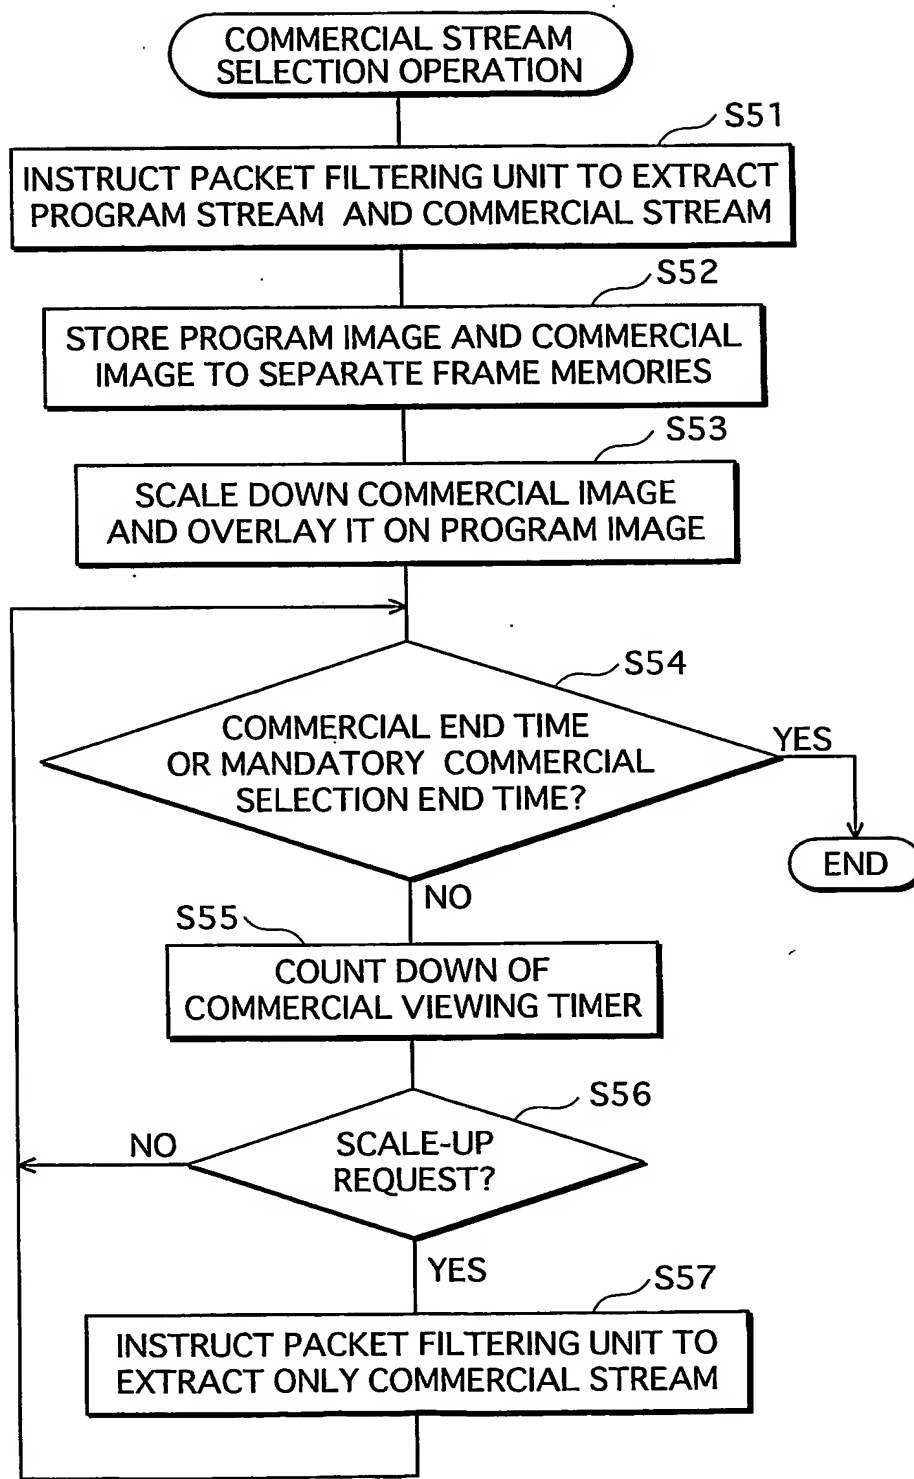 COMMERCIAL STREAM
SELECTION OPERATION
S51
INSTRUCT PACKET FILTERING UNIT TO EXTRACT
PROGRAM STREAM AND COMMERCIAL STREAM
S52
STORE PROGRAM IMAGE AND COMMERCIAL
IMAGE TO SEPARATE FRAME MEMORIES
S53
SCALE DOWN COMMERCIAL IMAGE
AND OVERLAY IT ON PROGRAM IMAGE
S54
COMMERCIAL END TIME
OR MANDATORY COMMERCIAL
SELECTION END TIME?
YES
END
NO
S55
COUNT DOWN OF
COMMERCIAL VIEWING TIMER
S56
NO
SCALE-UP
REQUEST?
YES
S57
INSTRUCT PACKET FILTERING UNIT TO
EXTRACT ONLY COMMERCIAL STREAM